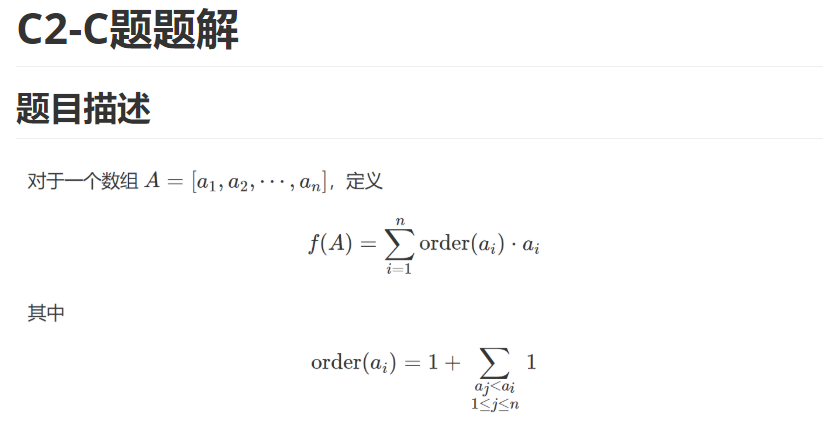 C2-C题题解
题目描述
对于一个数组 A = [a₁, a₂, ⋯, aₙ],定义
f(A) = ∑_{i=1}^{n} order(aᵢ) · aᵢ
其中
order(aᵢ) = 1 + ∑_{aⱼ<aᵢ, 1≤j≤n} 1